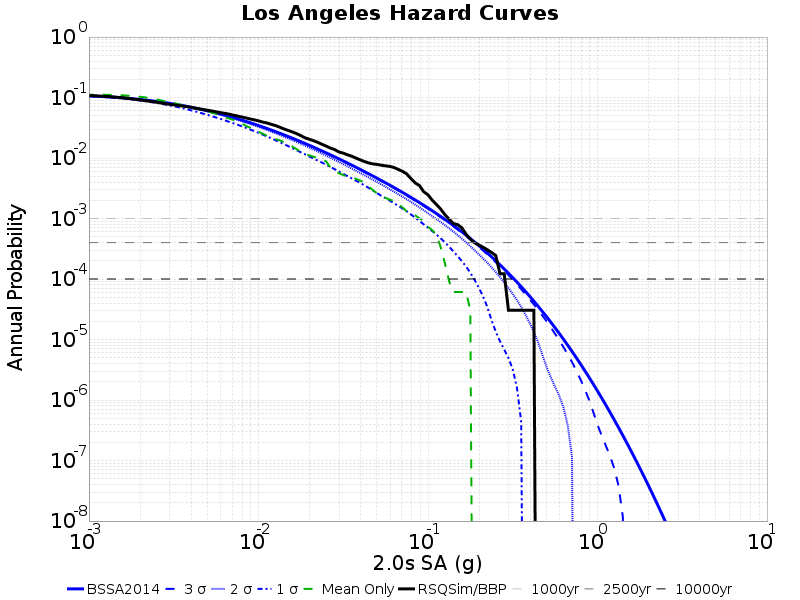 Los Angeles Hazard Curves
10^0
10^-1
10^-2
10^-3
10^-4
10^-5
10^-6
10^-7
10^-8
Annual Probability
10^-3 10^-2 10^-1 10^0 10^1
2.0s SA (g)
BSSA2014 3 σ 2 σ 1 σ Mean Only RSQSim/BBP 1000yr 2500yr 10000yr